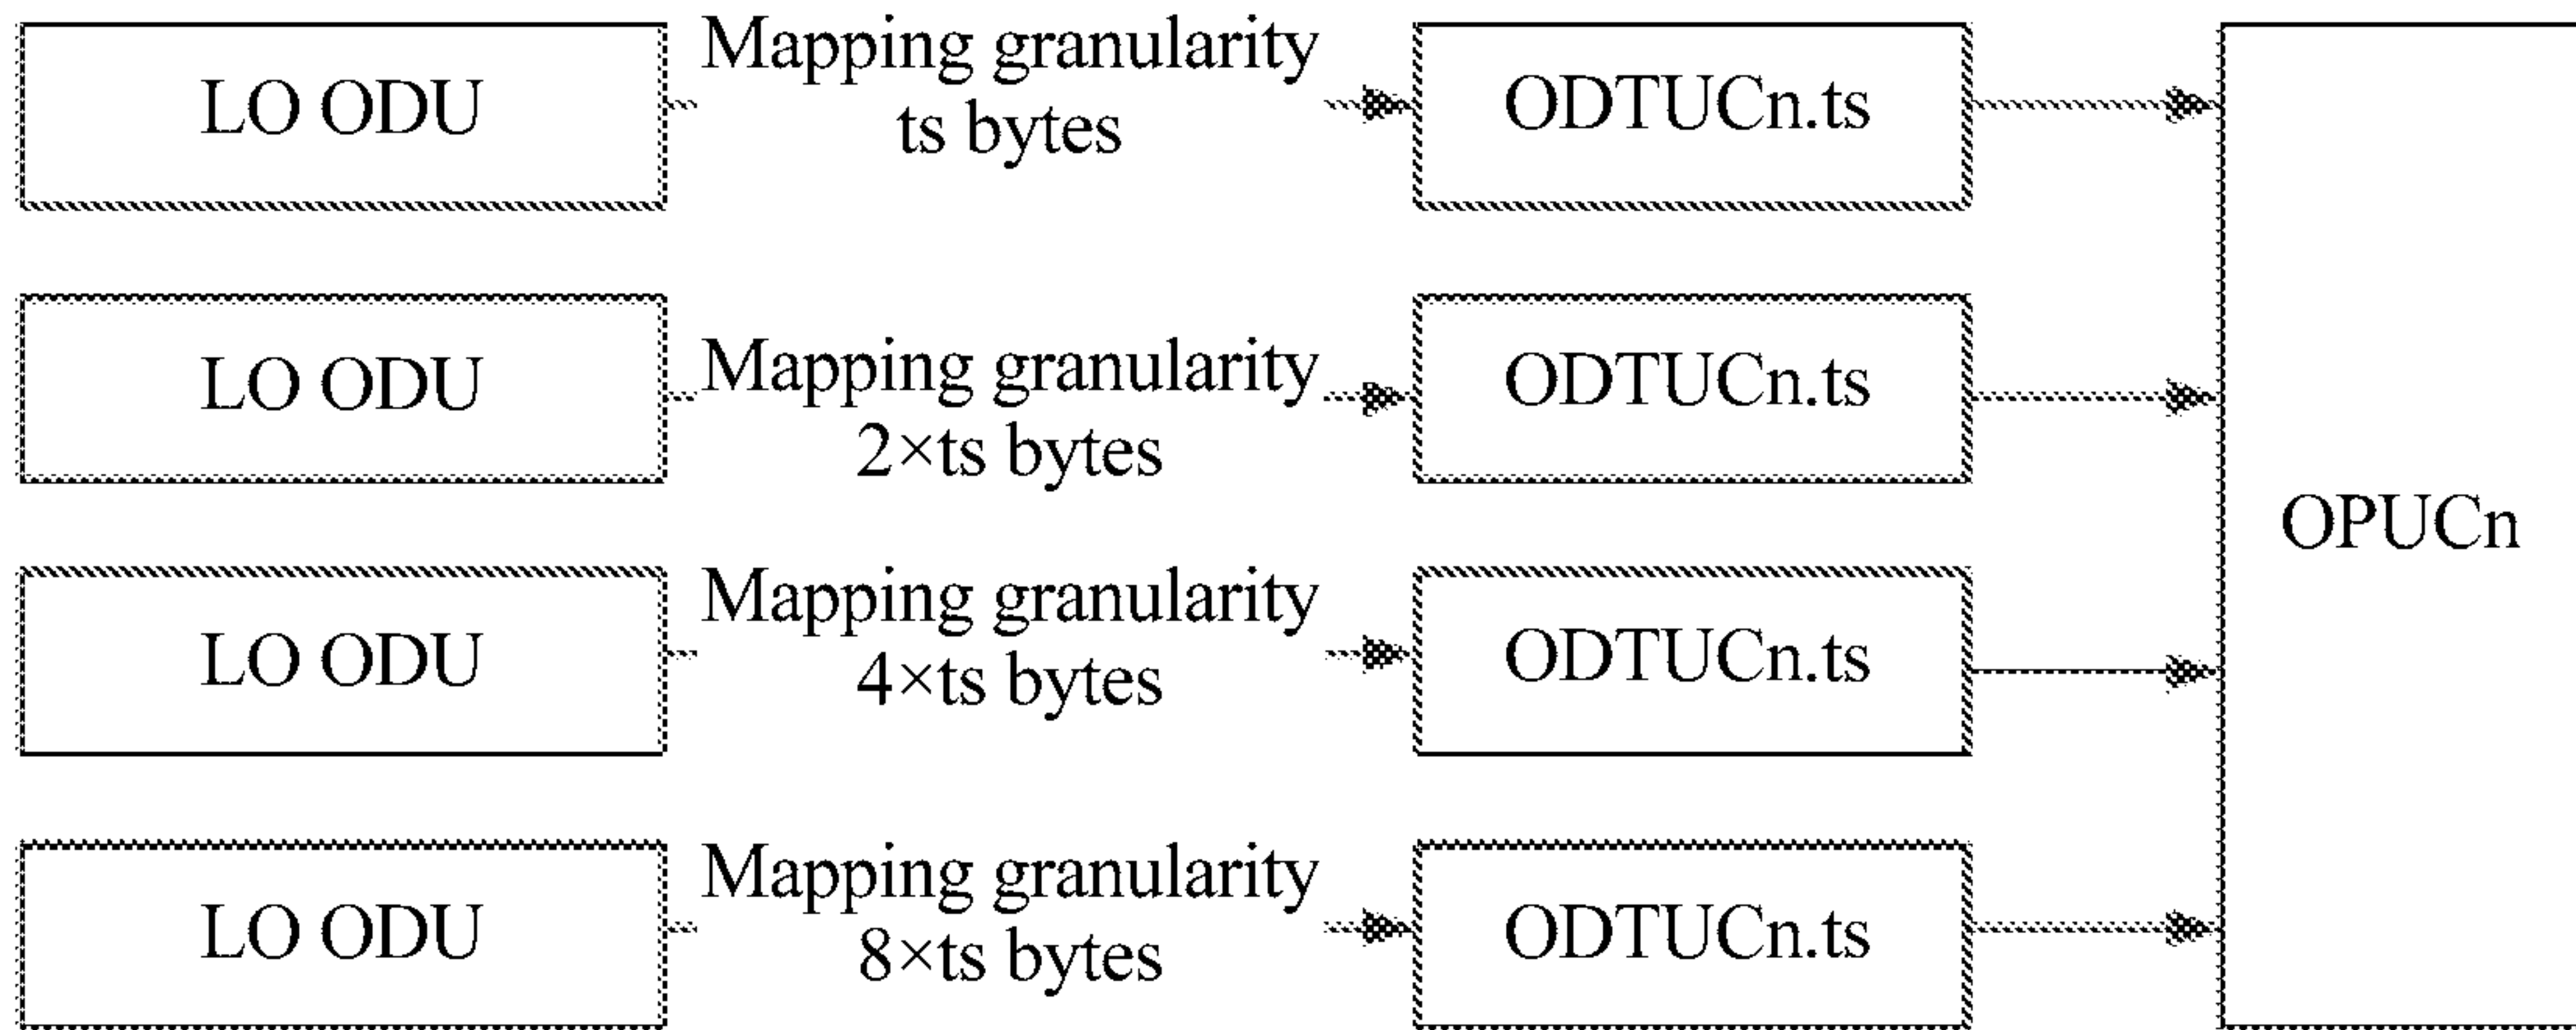 LO ODU
Mapping granularity
ts bytes
ODTUCn.ts
LO ODU
Mapping granularity
2×ts bytes
ODTUCn.ts
OPUCn
LO ODU
Mapping granularity
4×ts bytes
ODTUCn.ts
LO ODU
Mapping granularity
8×ts bytes
ODTUCn.ts